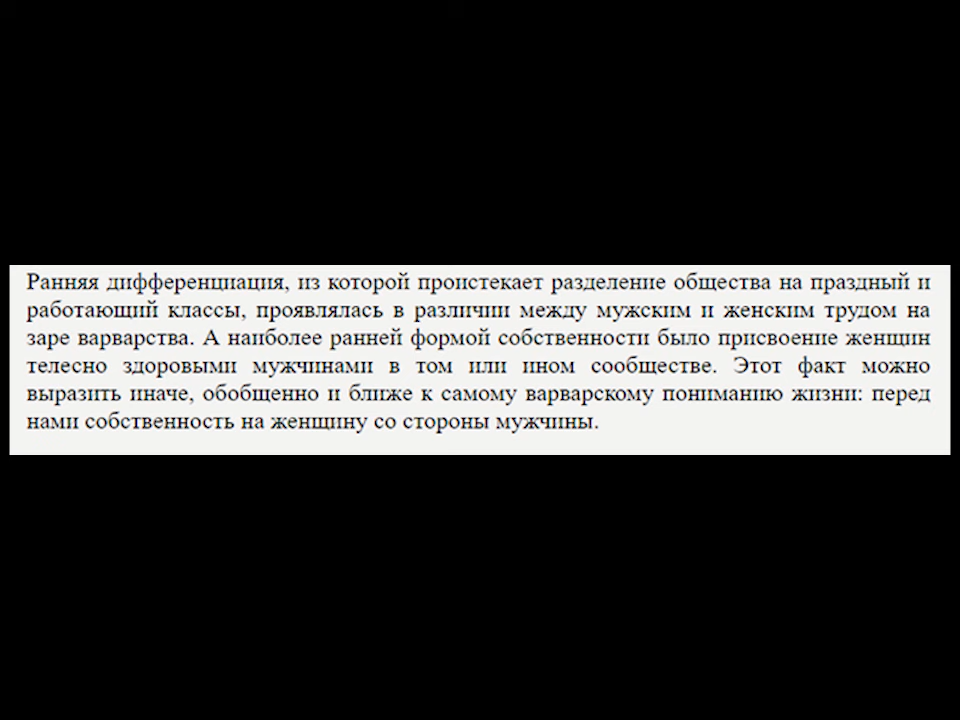 Ранняя дифференциация, из которой проистекает разделение общества на праздный и
работающий классы, проявлялась в различии между мужским и женским трудом на
заре варварства. А наиболее ранней формой собственности было присвоение женщин
телесно здоровыми мужчинами в том или ином сообществе. Этот факт можно
выразить иначе, обобщенно и ближе к самому варварскому пониманию жизни: перед
нами собственность на женщину со стороны мужчины.